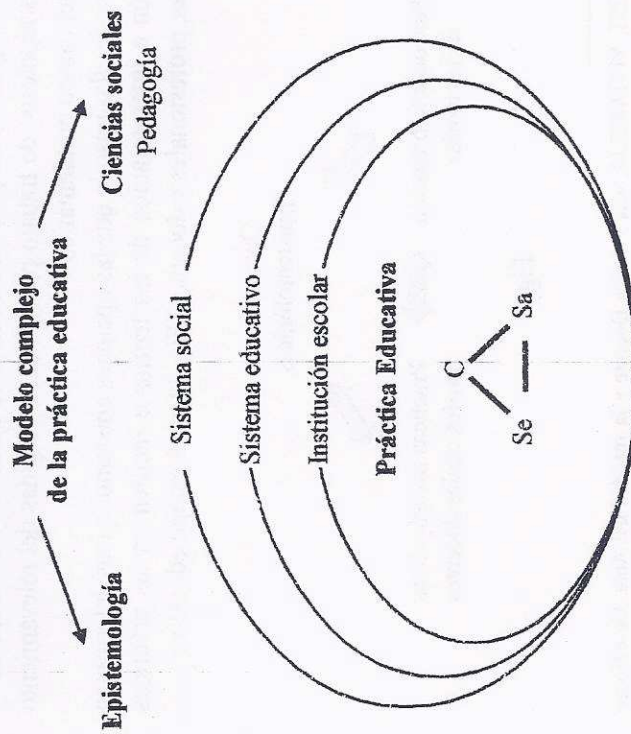 Modelo complejo
de la práctica educativa
Epistemología
Ciencias sociales
Pedagogía
Sistema social
Sistema educativo
Institución escolar
Práctica Educativa
C
Se
Sa